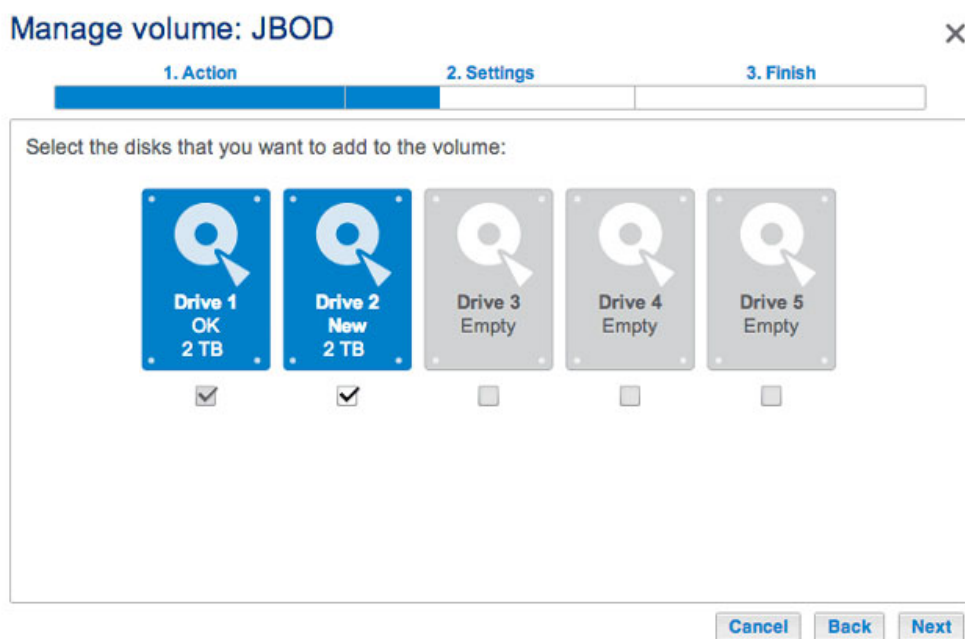 Manage volume: JBOD
1. Action 2. Settings 3. Finish
Select the disks that you want to add to the volume:
Drive 1 Drive 2 Drive 3 Drive 4 Drive 5
OK New Empty Empty Empty
2 TB 2 TB
Cancel Back Next